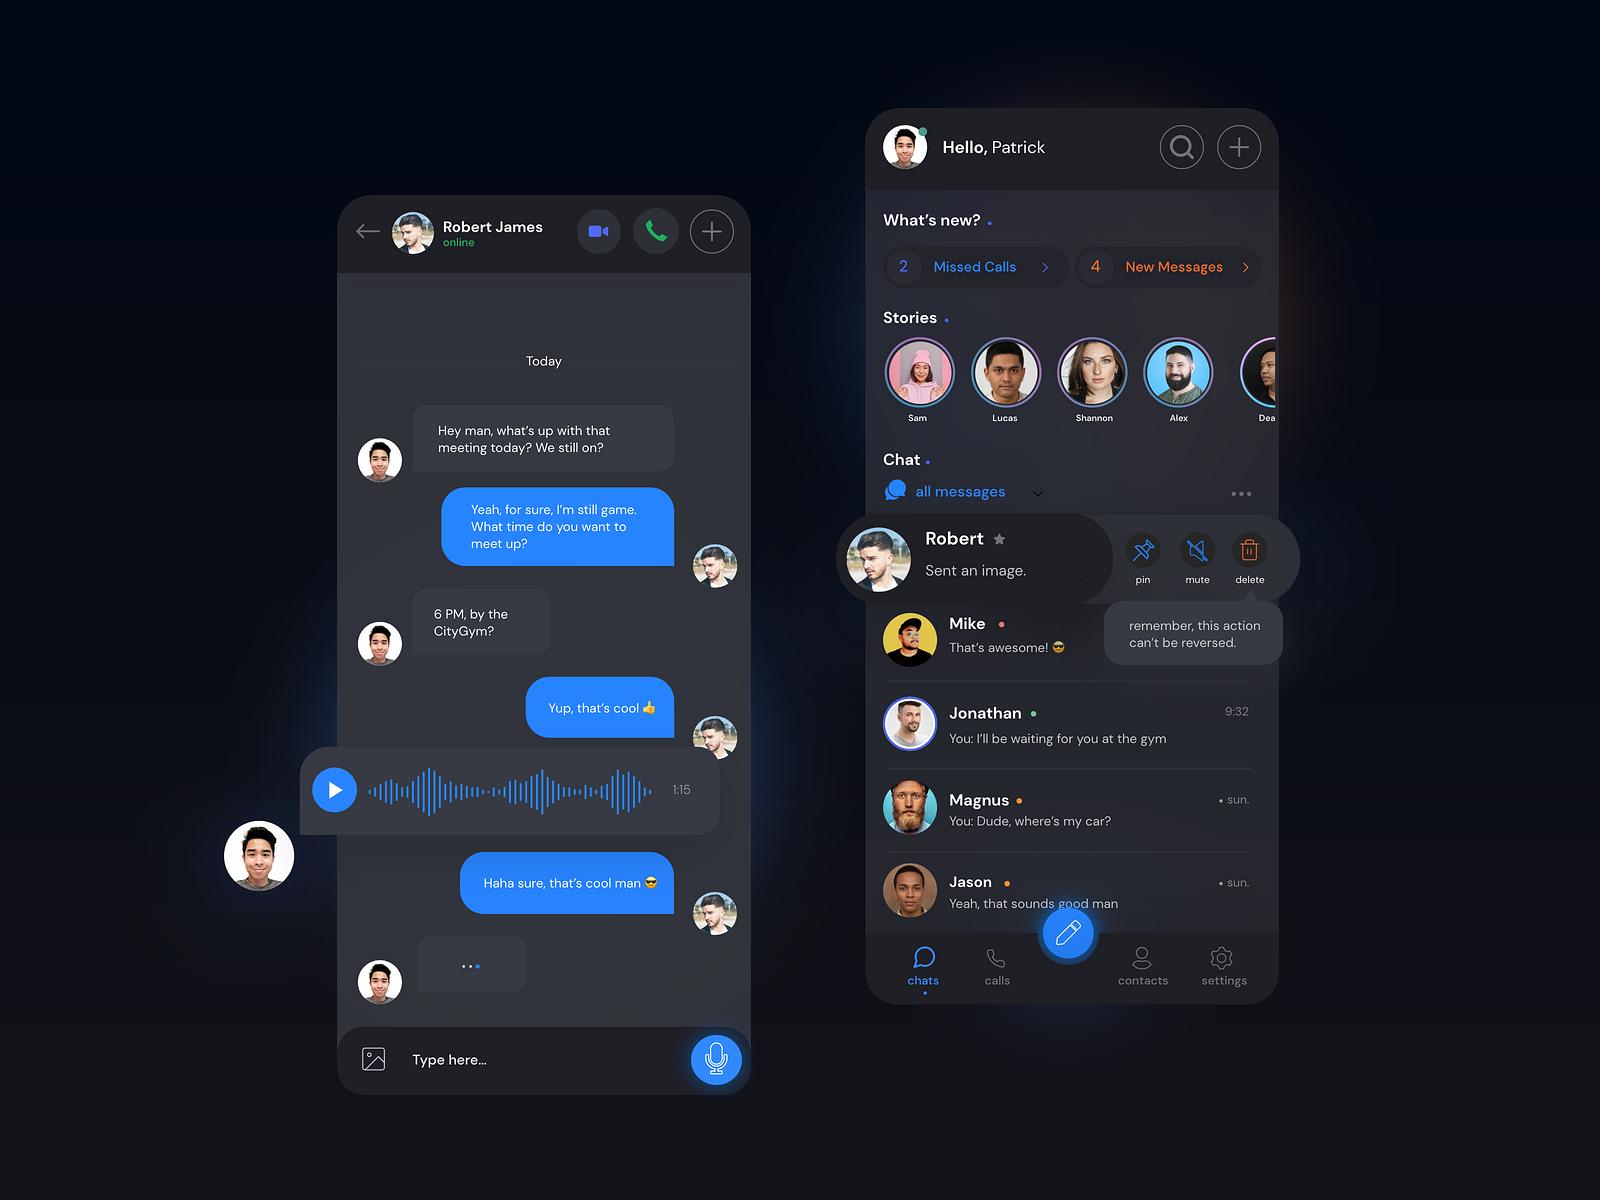 Robert James
online
Today
Hey man, what's up with that
meeting today? We still on?
Yeah, for sure, I'm still game.
What time do you want to
meet up?
6 PM, by the
CityGym?
Yup, that's cool 👍
1:15
Haha sure, that's cool man 😎
Type here...
Hello, Patrick
What's new?
2 Missed Calls
4 New Messages
Stories
Sam
Lucas
Shannon
Alex
Dea
Chat
all messages
Robert
Sent an image.
pin
mute
delete
remember, this action
can't be reversed.
Mike
That's awesome! 😎
Jonathan
9:32
You: I'll be waiting for you at the gym
Magnus
• sun.
You: Dude, where's my car?
Jason
• sun.
Yeah, that sounds good man
chats
calls
contacts
settings